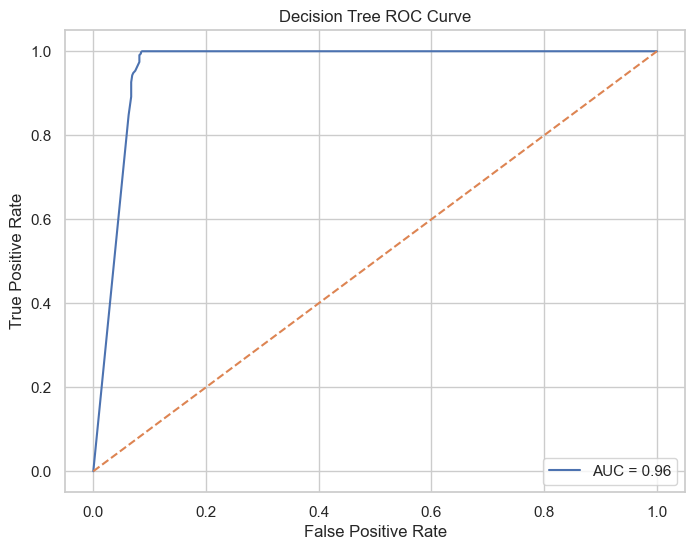 Decision Tree ROC Curve
1.0
0.8
0.6
0.4
0.2
0.0
True Positive Rate
0.0 0.2 0.4 0.6 0.8 1.0
False Positive Rate
AUC = 0.96